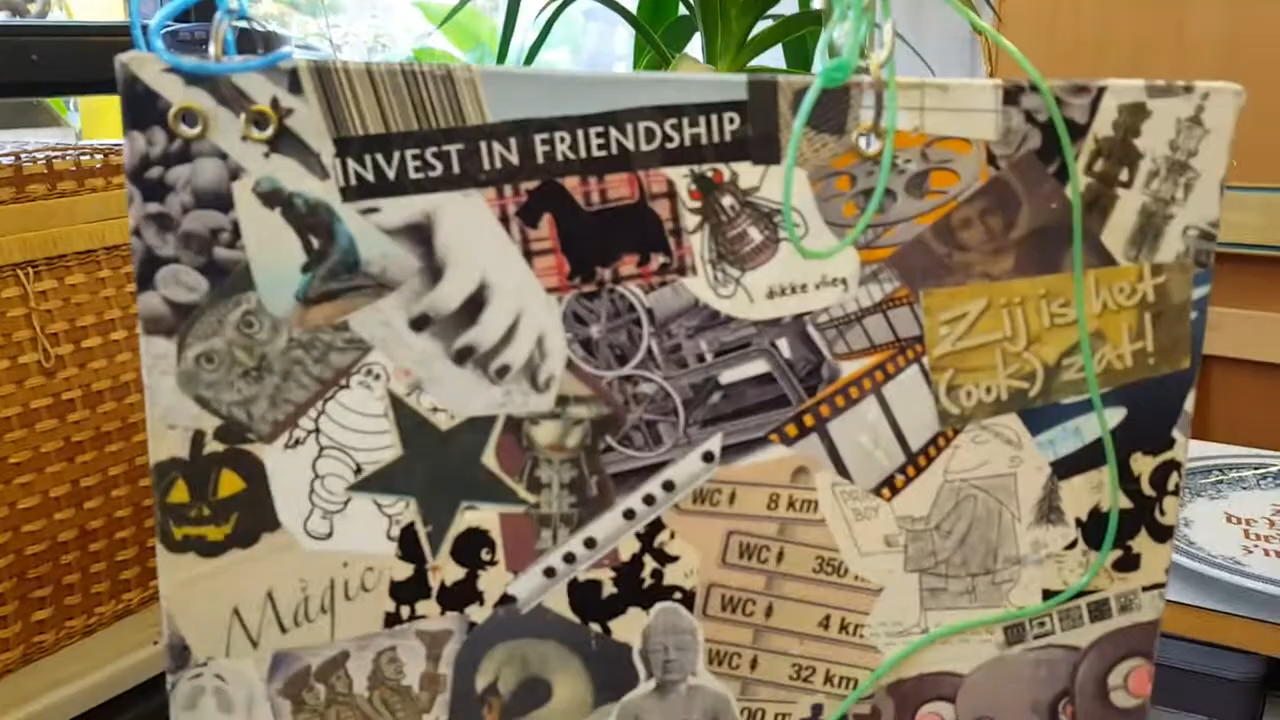 INVEST IN FRIENDSHIP
dikke vlieg
Zij is het
(ook) zat!
WC 8 km
WC 350
WC 4 km
WC 32 km
Magic
BOY